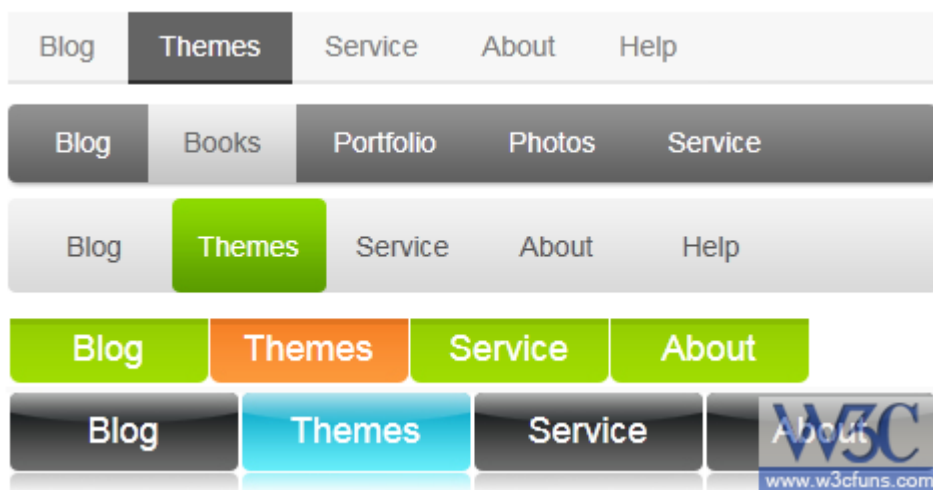 Blog Themes Service About Help
Blog Books Portfolio Photos Service
Blog Themes Service About Help
Blog Themes Service About
Blog Themes Service About
W3C
www.w3cfuns.com